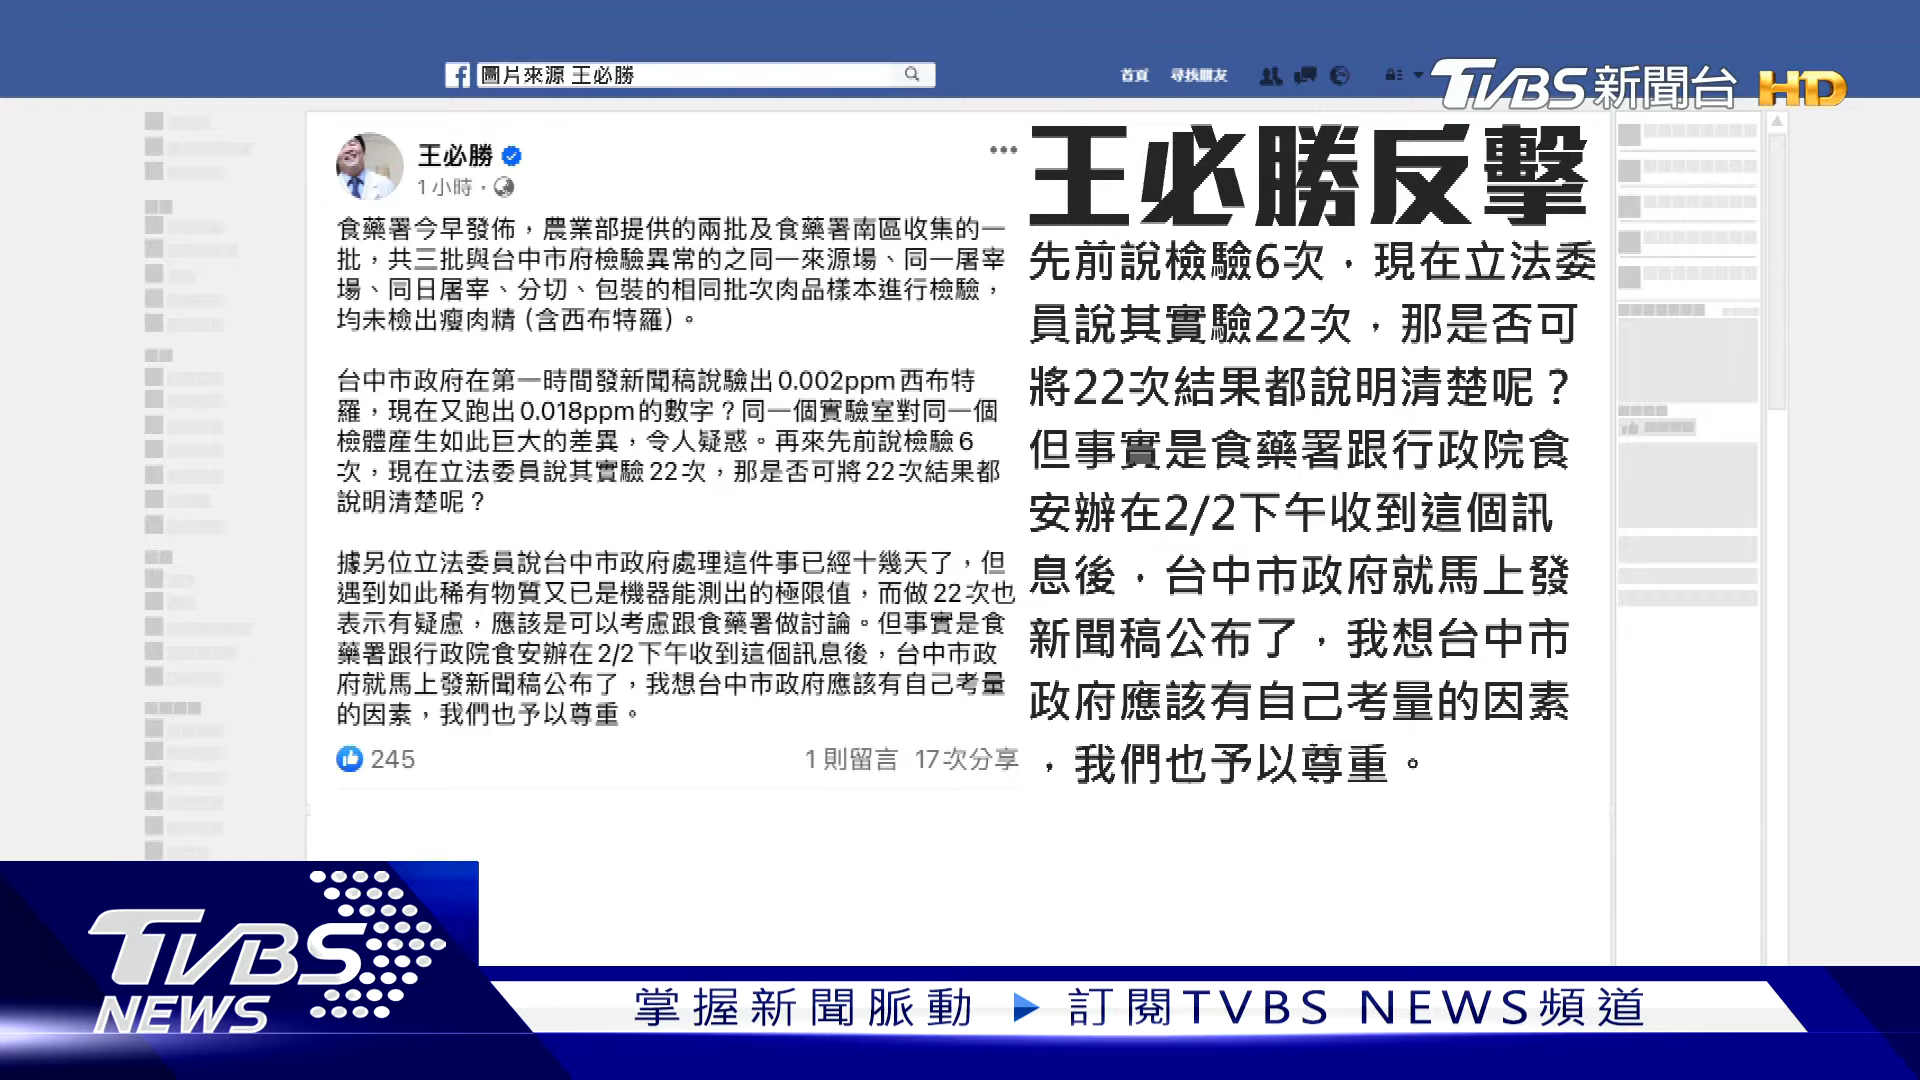 圖片來源 王必勝
首頁 尋找朋友
TVBS新聞台 HD
王必勝
1小時
食藥署今早發佈，農業部提供的兩批及食藥署南區收集的一
批，共三批與台中市府檢驗異常的之同一來源場、同一屠宰
場、同日屠宰、分切、包裝的相同批次肉品樣本進行檢驗，
均未檢出瘦肉精（含西布特羅）。
台中市政府在第一時間發新聞稿說驗出0.002ppm西布特
羅，現在又跑出0.018ppm的數字？同一個實驗室對同一個
檢體產生如此巨大的差異，令人疑惑。再來先前說檢驗6
次，現在立法委員說其實驗22次，那是否可將22次結果都
說明清楚呢？
據另位立法委員說台中市政府處理這件事已經十幾天了，但
遇到如此稀有物質又已是機器能測出的極限值，而做22次也
表示有疑慮，應該是可以考慮跟食藥署做討論。但事實是食
藥署跟行政院食安辦在2/2下午收到這個訊息後，台中市政
府就馬上發新聞稿公布了，我想台中市政府應該有自己考量
的因素，我們也予以尊重。
245
1則留言 17次分享
王必勝反擊
先前說檢驗6次，現在立法委
員說其實驗22次，那是否可
將22次結果都說明清楚呢？
但事實是食藥署跟行政院食
安辦在2/2下午收到這個訊
息後，台中市政府就馬上發
新聞稿公布了，我想台中市
政府應該有自己考量的因素
，我們也予以尊重。
TVBS
NEWS
掌握新聞脈動 ▶ 訂閱TVBS NEWS頻道